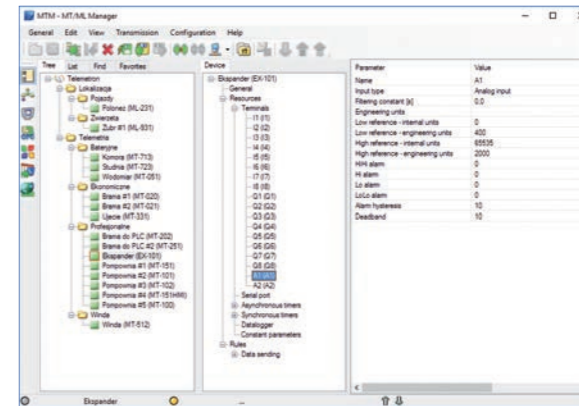 MTM - MT/ML Manager
General Edit View Transmission Configuration Help
Tree List Find Favorites
Telemetron
Lokalizacja
Pojazdy
Polonez (ML-231)
Zwierzeta
Żubr #1 (ML-931)
Telemetria
Bateryjne
Komora (MT-713)
Studnia (MT-723)
Wodomiar (MT-051)
Ekonomiczne
Brama #1 (MT-020)
Brama #2 (MT-021)
Ujecie (MT-331)
Profesjonalne
Brama do PLC (MT-202)
Brama do PLC #2 (MT-251)
Ekspander (EX-101)
Pompownia #1 (MT-151)
Pompownia #2 (MT-101)
Pompownia #3 (MT-102)
Pompownia #4 (MT-151HMI)
Pompownia #5 (MT-100)
Winda
Winda (MT-512)
Device
Ekspander (EX-101)
General
Resources
Terminals
I1 (I1)
I2 (I2)
I3 (I3)
I4 (I4)
I5 (I5)
I6 (I6)
I7 (I7)
I8 (I8)
Q1 (Q1)
Q2 (Q2)
Q3 (Q3)
Q4 (Q4)
Q5 (Q5)
Q6 (Q6)
Q7 (Q7)
Q8 (Q8)
A1 (A1)
A2 (A2)
Serial port
Asynchronous timers
Synchronous timers
Datalogger
Constant parameters
Rules
Data sending
Parameter Value
Name A1
Input type Analog input
Filtering constant [s] 0.0
Engineering units
Low reference - internal units 0
Low reference - engineering units 400
High reference - internal units 65535
High reference - engineering units 2000
HiHi alarm 0
Hi alarm 0
Lo alarm 0
LoLo alarm 0
Alarm hysteresis 10
Deadband 10
Ekspander